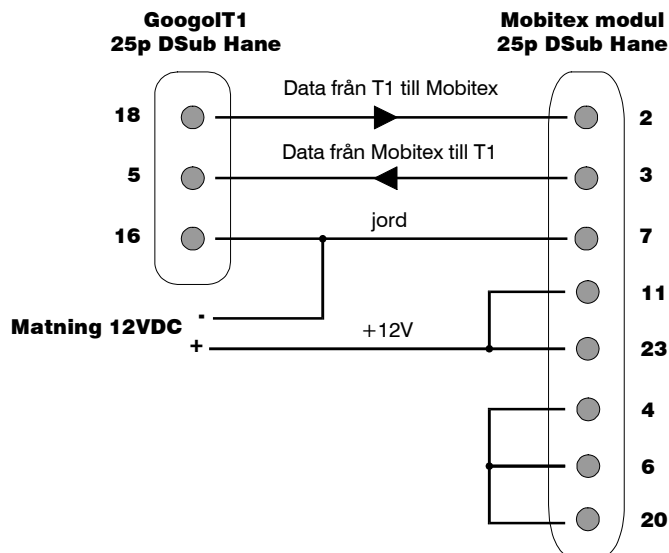 GoogolT1
25p DSub Hane
Mobitex modul
25p DSub Hane
Data från T1 till Mobitex
18
2
Data från Mobitex till T1
5
3
jord
16
7
11
Matning 12VDC
-
+
+12V
23
4
6
20